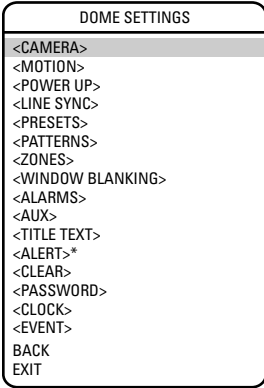 DOME SETTINGS
<CAMERA>
<MOTION>
<POWER UP>
<LINE SYNC>
<PRESETS>
<PATTERNS>
<ZONES>
<WINDOW BLANKING>
<ALARMS>
<AUX>
<TITLE TEXT>
<ALERT>*
<CLEAR>
<PASSWORD>
<CLOCK>
<EVENT>
BACK
EXIT